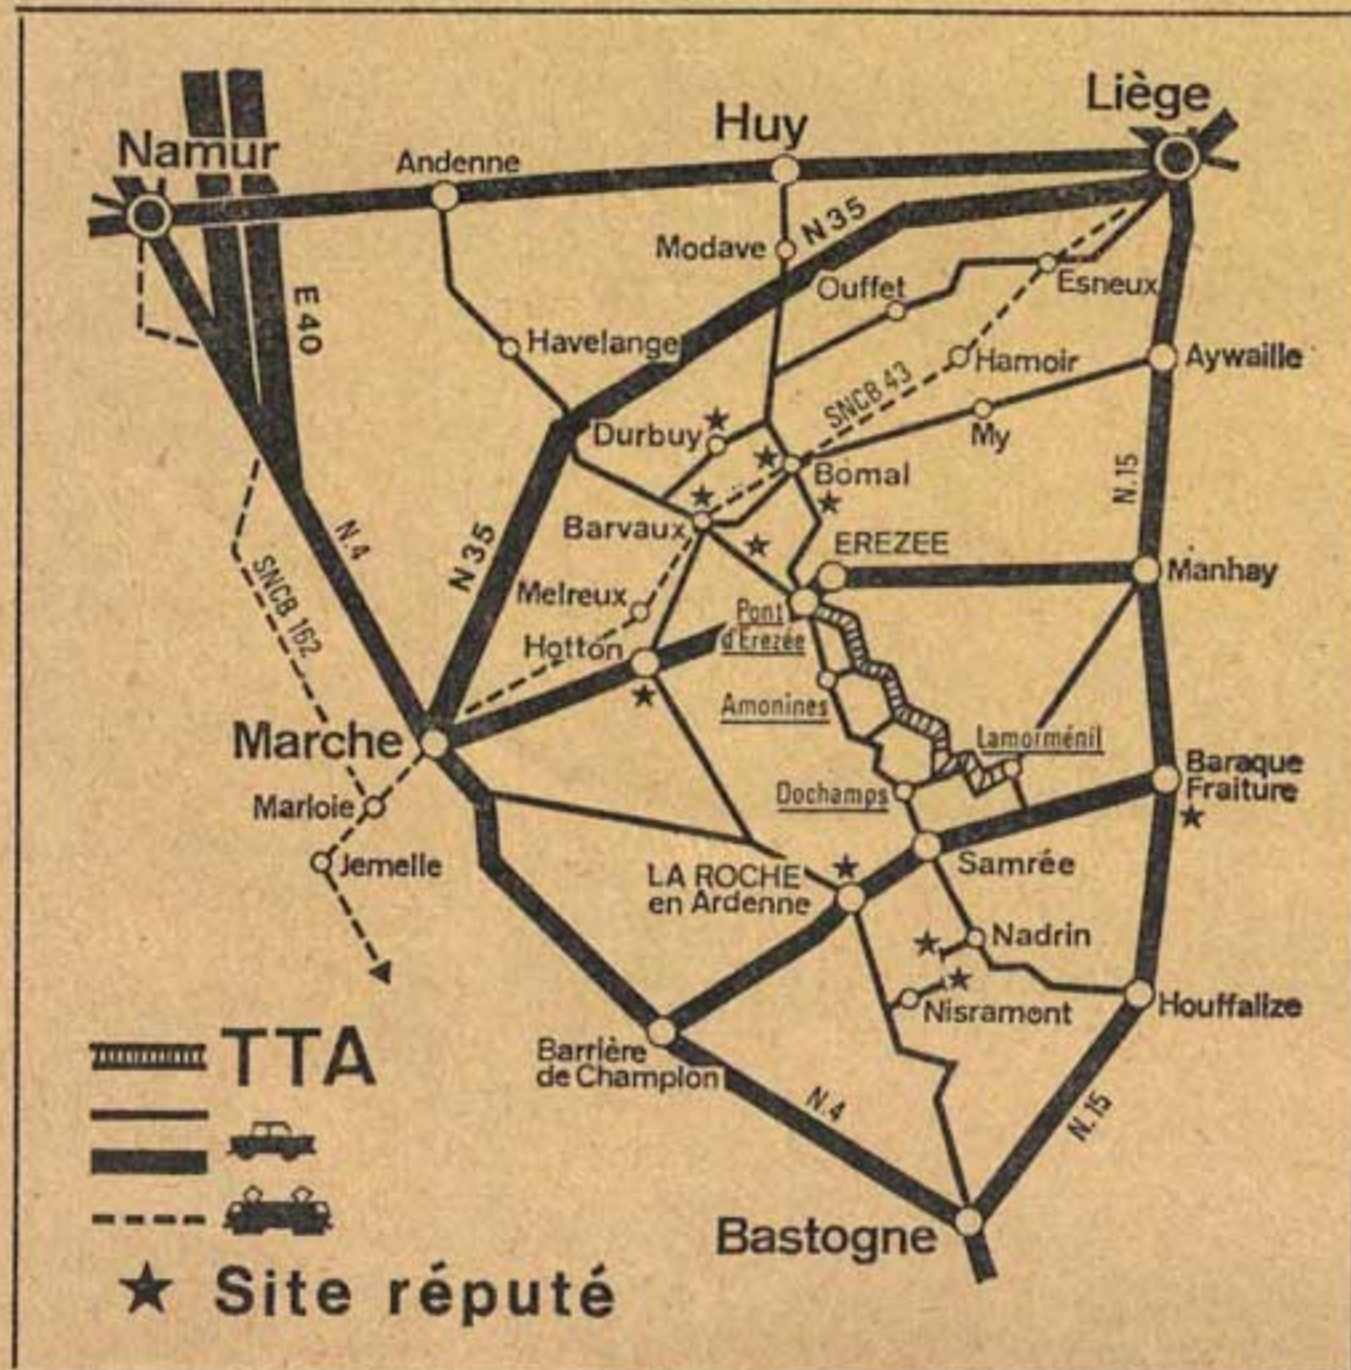 Liège
Huy
Namur
Andenne
N35
Modave
Ouffet
Esneux
E40
Havelange
Hamoir
Aywaille
SNCB 43
Durbuy
My
Bomal
N.15
N.4
N35
Barvaux
EREZEE
Manhay
SNCB 162
Melreux
Pont
d'Erezée
Hotton
Amonines
Lamorménil
Marche
Baraque
Fraiture
Dochamps
Marloie
Jemelle
LA ROCHE
en Ardenne
Samrée
Nadrin
Nisramont
Houffalize
TTA
Barrière
de Champlon
N.4
N.15
Bastogne
Site réputé